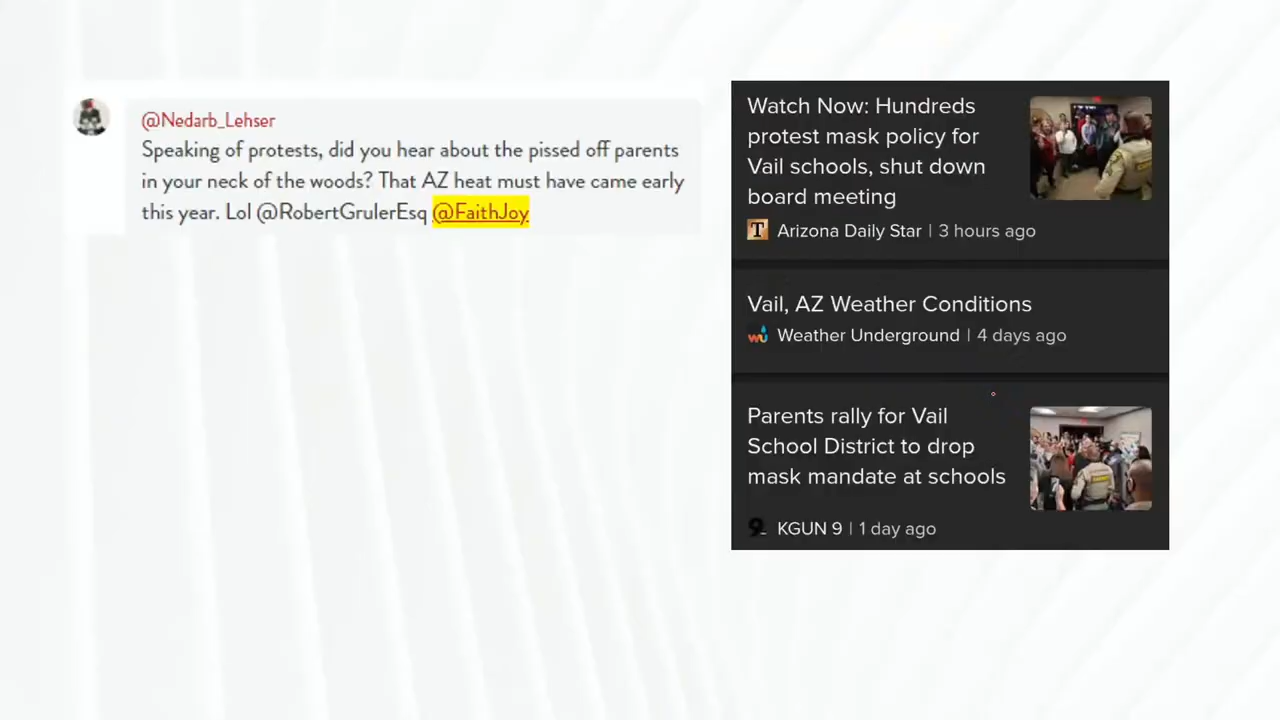 @Nedarb_Lehser
Speaking of protests, did you hear about the pissed off parents
in your neck of the woods? That AZ heat must have came early
this year. Lol @RobertGrulerEsq @FaithJoy
Watch Now: Hundreds
protest mask policy for
Vail schools, shut down
board meeting
T Arizona Daily Star | 3 hours ago
Vail, AZ Weather Conditions
wu Weather Underground | 4 days ago
Parents rally for Vail
School District to drop
mask mandate at schools
9 KGUN 9 | 1 day ago